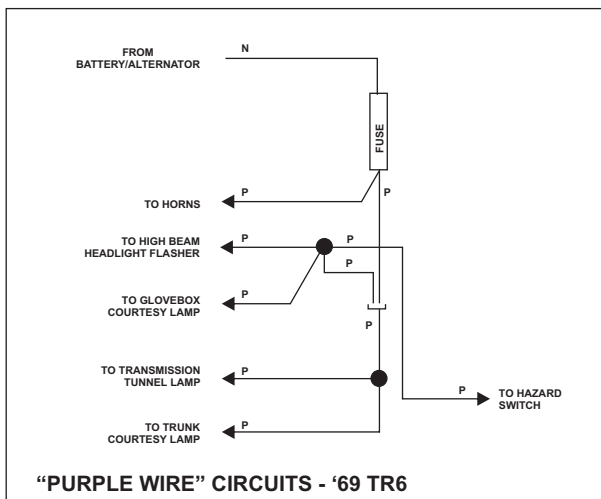 FROM
BATTERY/ALTERNATOR
N
FUSE
P
P
TO HORNS
P
P
TO HIGH BEAM
HEADLIGHT FLASHER
P
P
TO GLOVEBOX
COURTESY LAMP
P
P
TO TRANSMISSION
TUNNEL LAMP
P
TO HAZARD
SWITCH
P
TO TRUNK
COURTESY LAMP
“PURPLE WIRE” CIRCUITS - ‘69 TR6